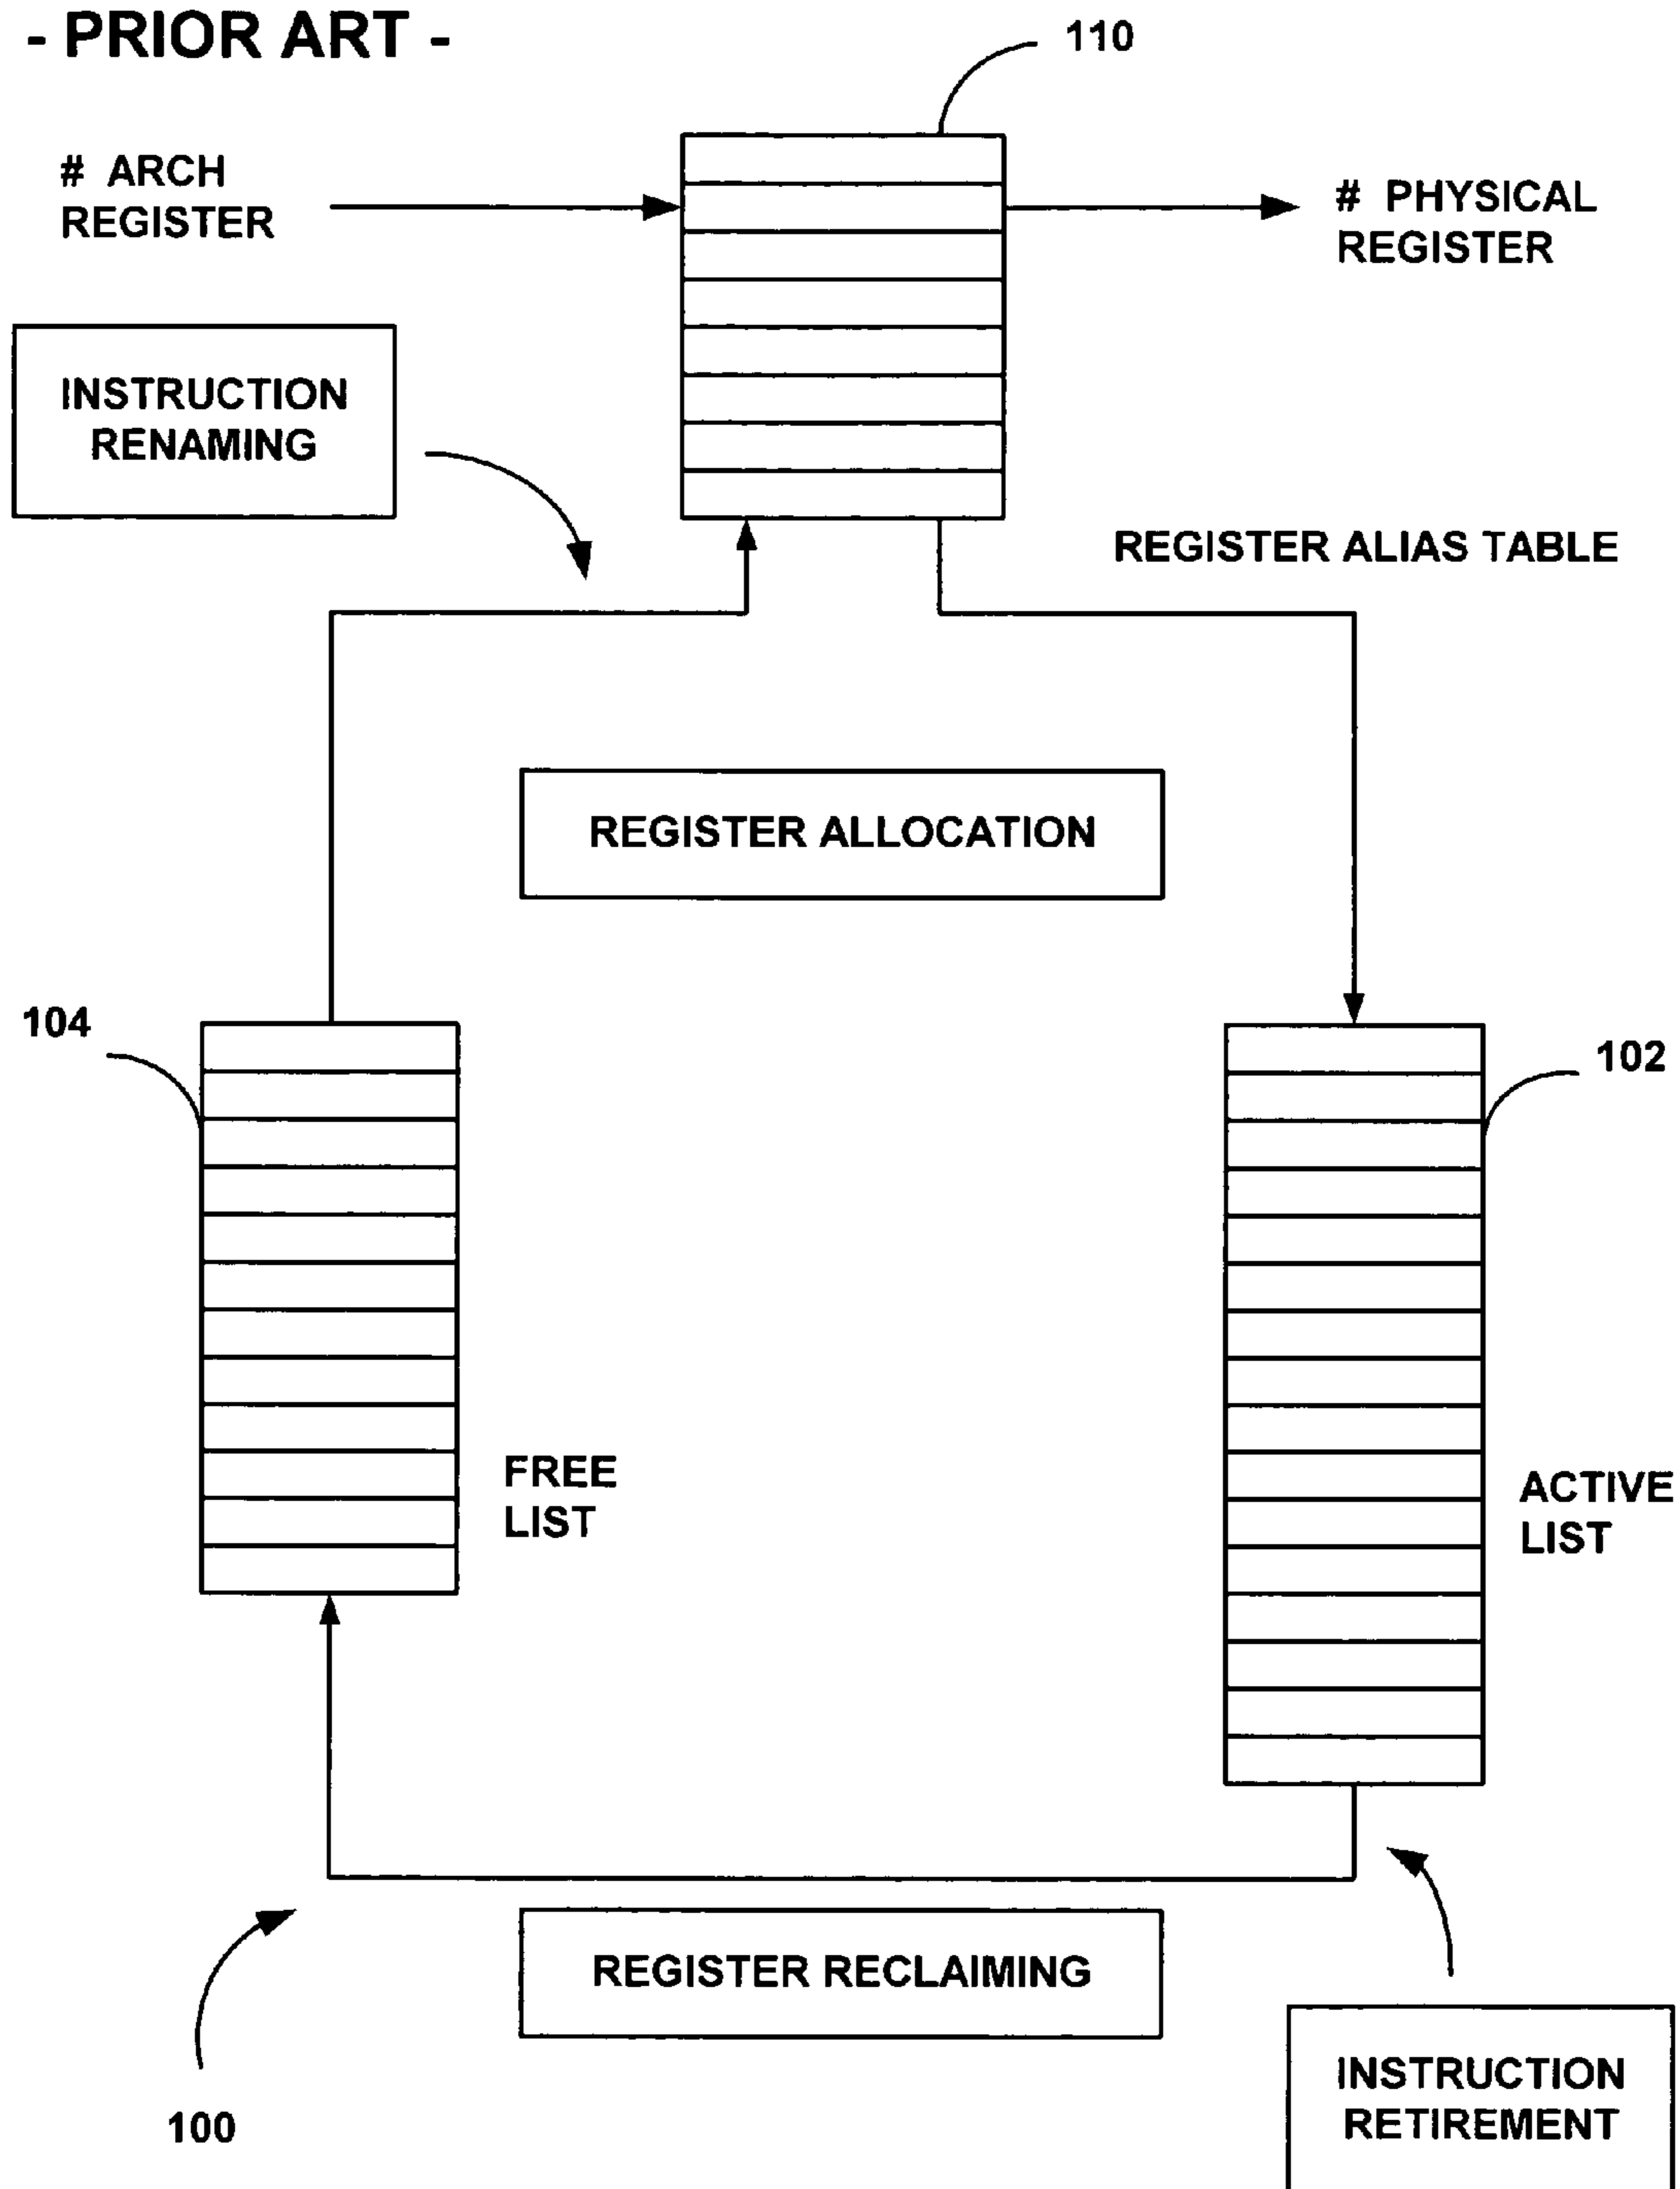 - PRIOR ART -
110
# ARCH
REGISTER
# PHYSICAL
REGISTER
INSTRUCTION
RENAMING
REGISTER ALIAS TABLE
REGISTER ALLOCATION
104
102
FREE
LIST
ACTIVE
LIST
REGISTER RECLAIMING
100
INSTRUCTION
RETIREMENT